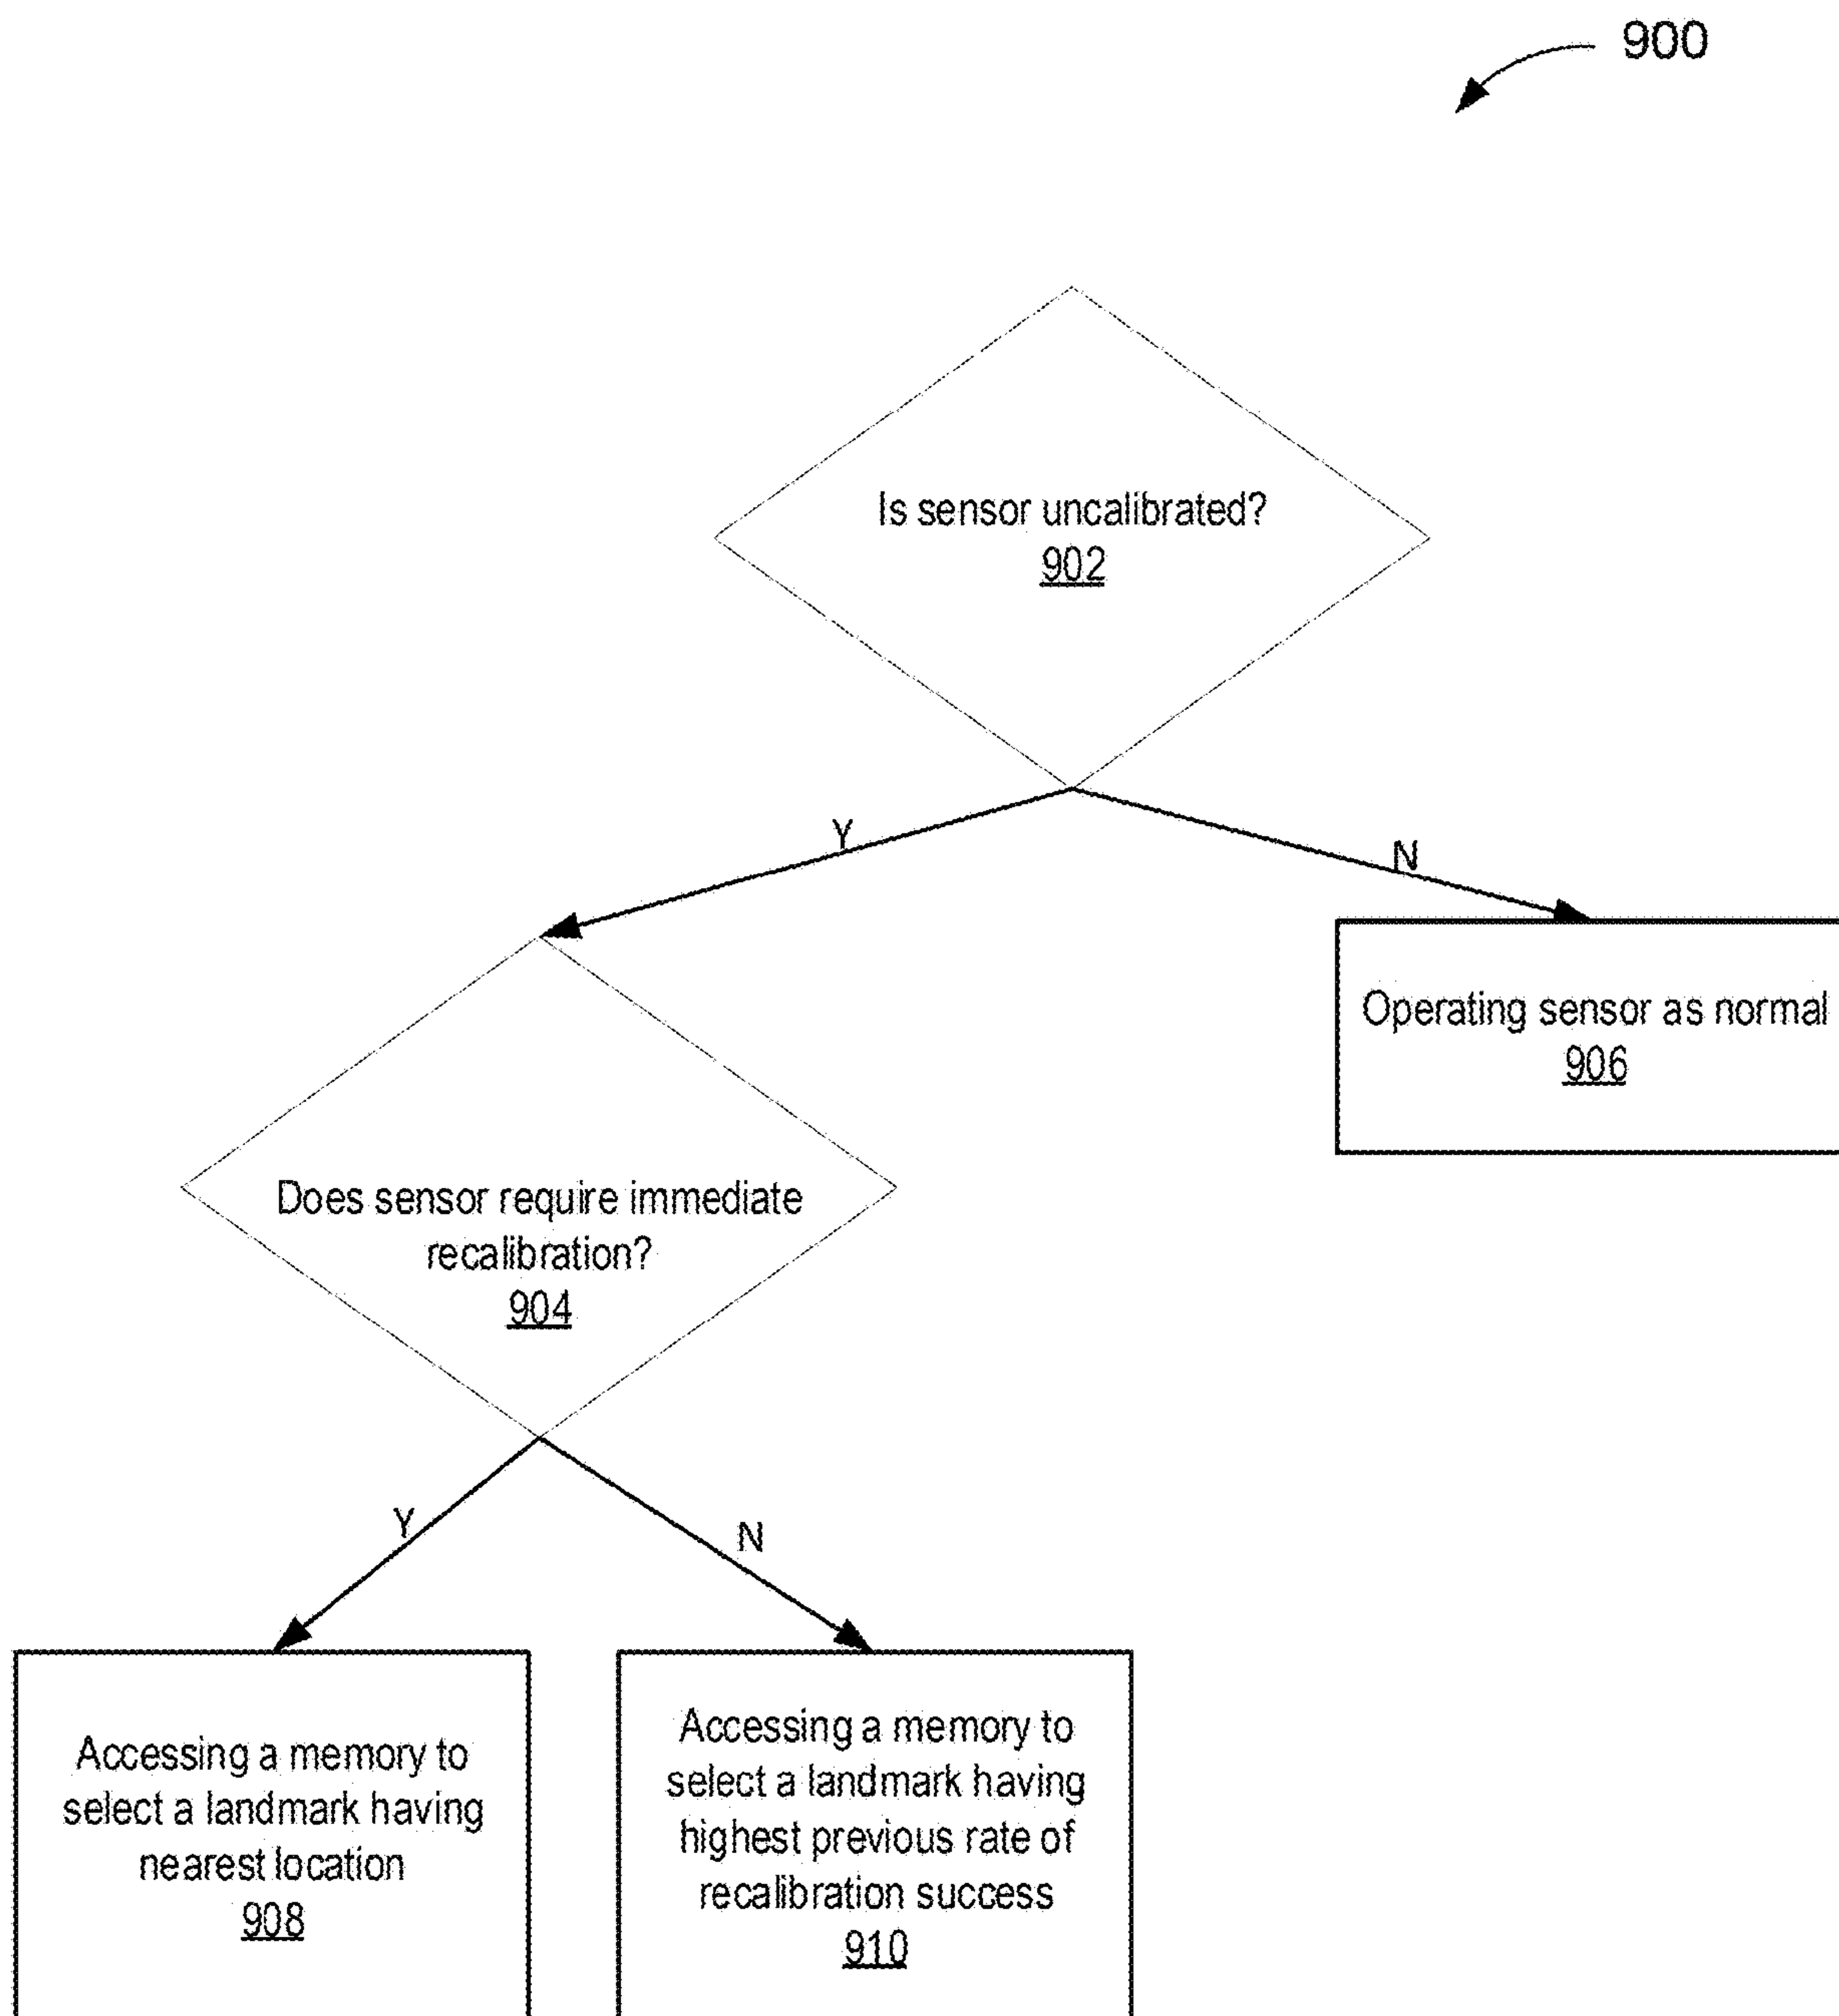 900
Is sensor uncalibrated?
902
Y
N
Operating sensor as normal
906
Does sensor require immediate
recalibration?
904
Y
N
Accessing a memory to
select a landmark having
nearest location
908
Accessing a memory to
select a landmark having
highest previous rate of
recalibration success
910